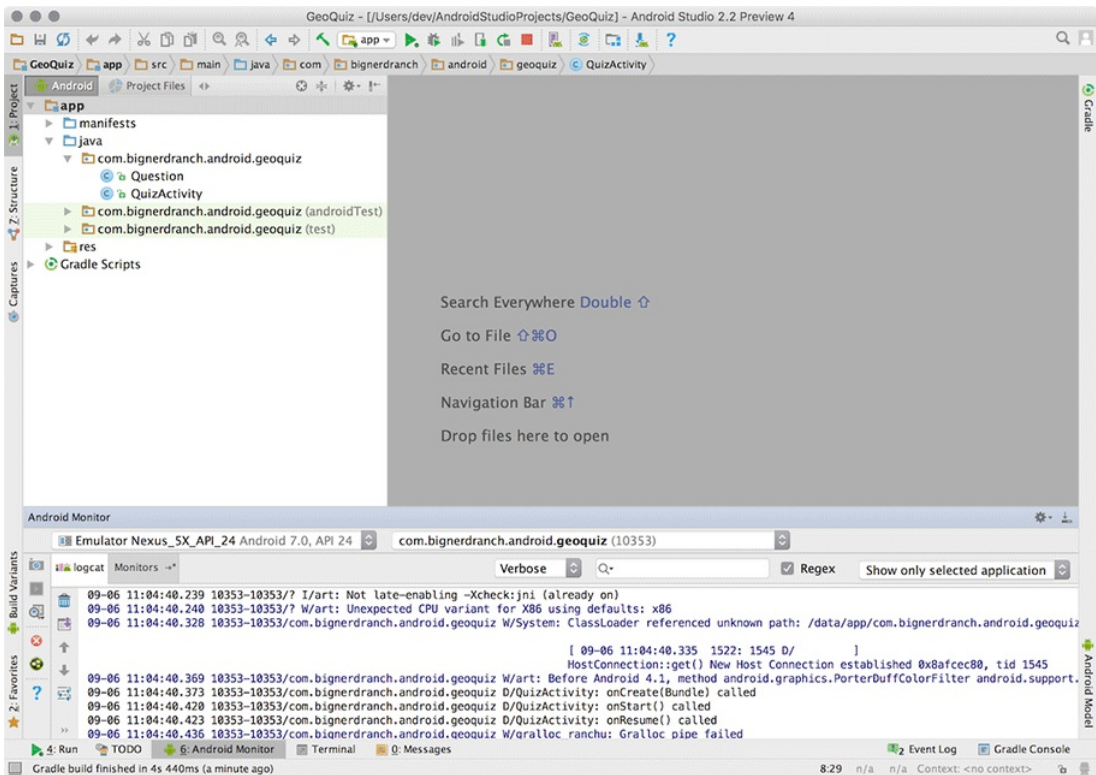 GeoQuiz - [/Users/dev/AndroidStudioProjects/GeoQuiz] - Android Studio 2.2 Preview 4
app
GeoQuiz app src main java com bignerdranch android geoquiz QuizActivity
Android Project Files
1: Project
Z: Structure
Captures
Build Variants
2: Favorites
app
manifests
java
com.bignerdranch.android.geoquiz
Question
QuizActivity
com.bignerdranch.android.geoquiz (androidTest)
com.bignerdranch.android.geoquiz (test)
res
Gradle Scripts
Search Everywhere Double ⇧
Go to File ⇧⌘O
Recent Files ⌘E
Navigation Bar ⌘↑
Drop files here to open
Gradle
Android Model
Android Monitor
Emulator Nexus_5X_API_24 Android 7.0, API 24 com.bignerdranch.android.geoquiz (10353)
logcat Monitors Verbose Regex Show only selected application
09-06 11:04:40.239 10353-10353/? I/art: Not late-enabling -Xcheck:jni (already on)
09-06 11:04:40.240 10353-10353/? W/art: Unexpected CPU variant for X86 using defaults: x86
09-06 11:04:40.328 10353-10353/com.bignerdranch.android.geoquiz W/System: ClassLoader referenced unknown path: /data/app/com.bignerdranch.android.geoquiz
[ 09-06 11:04:40.335 1522: 1545 D/ ]
HostConnection::get() New Host Connection established 0x8afcec80, tid 1545
09-06 11:04:40.369 10353-10353/com.bignerdranch.android.geoquiz W/art: Before Android 4.1, method android.graphics.PorterDuffColorFilter android.support.
09-06 11:04:40.373 10353-10353/com.bignerdranch.android.geoquiz D/QuizActivity: onCreate(Bundle) called
09-06 11:04:40.420 10353-10353/com.bignerdranch.android.geoquiz D/QuizActivity: onStart() called
09-06 11:04:40.423 10353-10353/com.bignerdranch.android.geoquiz D/QuizActivity: onResume() called
09-06 11:04:40.436 10353-10353/com.bignerdranch.android.geoquiz W/gralloc_ranchu: Gralloc pipe failed
4: Run TODO 6: Android Monitor Terminal 0: Messages 2 Event Log Gradle Console
Gradle build finished in 4s 440ms (a minute ago) 8:29 n/a n/a Context: <no context>